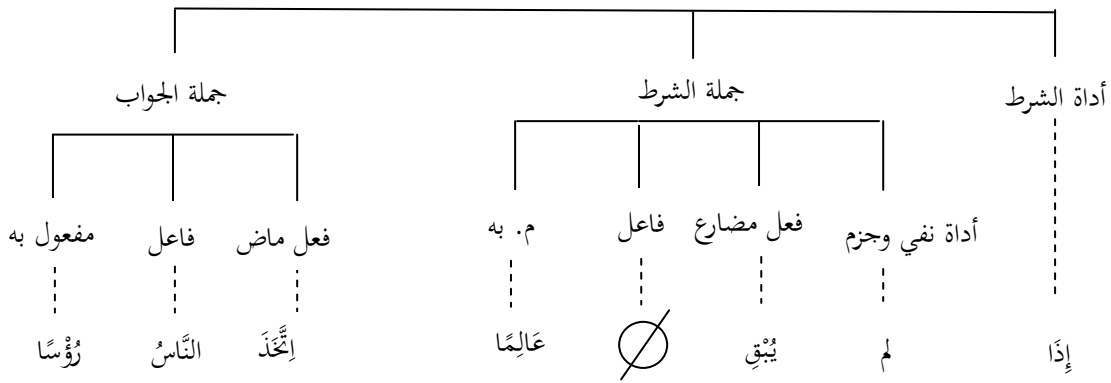 أداة الشرط جملة الشرط جملة الجواب
أداة نفي وجزم فعل مضارع فاعل م. به فعل ماض فاعل مفعول به
إِذَا لم يُبْقِ ∅ عَالِمًا اِتَّخَذَ النَّاسُ رُؤْسًا